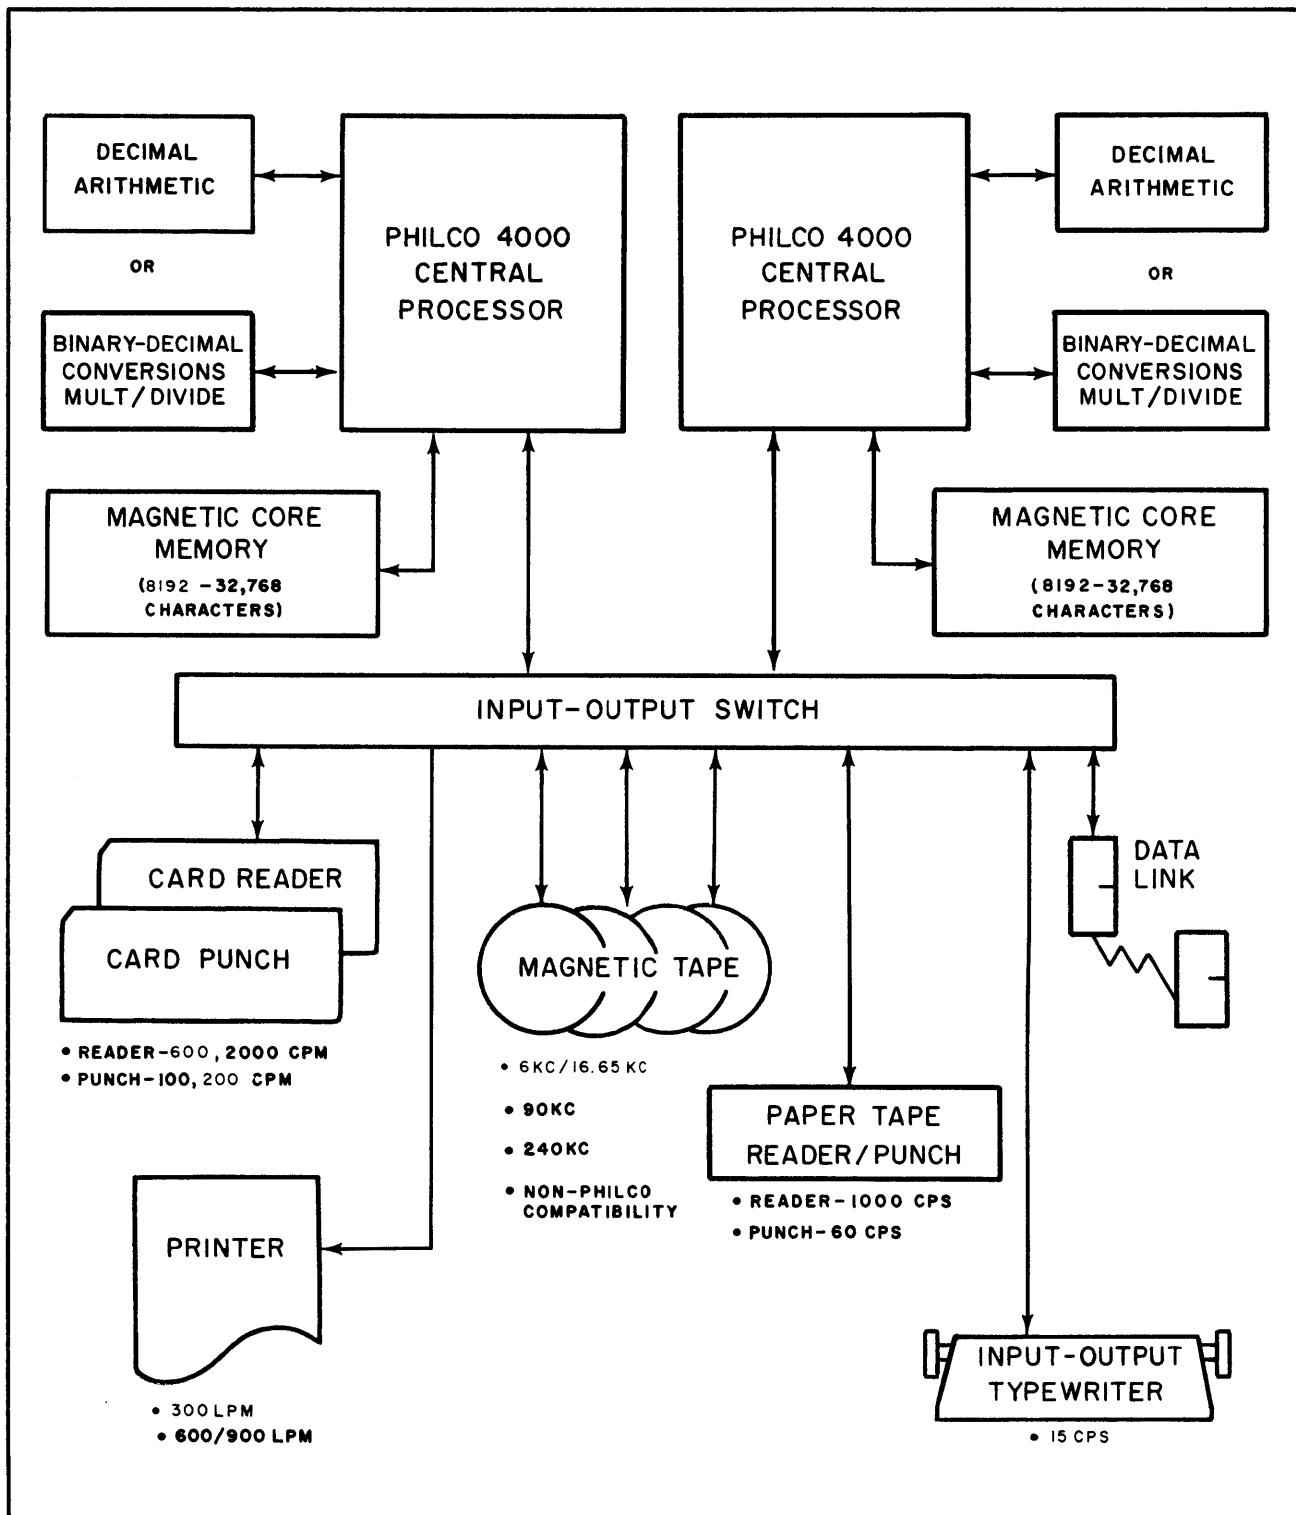 DECIMAL
ARITHMETIC
OR
BINARY-DECIMAL
CONVERSIONS
MULT/DIVIDE
PHILCO 4000
CENTRAL
PROCESSOR
PHILCO 4000
CENTRAL
PROCESSOR
DECIMAL
ARITHMETIC
OR
BINARY-DECIMAL
CONVERSIONS
MULT/DIVIDE
MAGNETIC CORE
MEMORY
(8192 - 32,768
CHARACTERS)
MAGNETIC CORE
MEMORY
(8192-32,768
CHARACTERS)
INPUT-OUTPUT SWITCH
CARD READER
CARD PUNCH
• READER-600, 2000 CPM
• PUNCH-100, 200 CPM
PRINTER
• 300 LPM
• 600/900 LPM
MAGNETIC TAPE
• 6KC/16.65 KC
• 90KC
• 240KC
• NON-PHILCO
COMPATIBILITY
PAPER TAPE
READER/PUNCH
• READER-1000 CPS
• PUNCH-60 CPS
DATA
LINK
INPUT-OUTPUT
TYPEWRITER
• 15 CPS